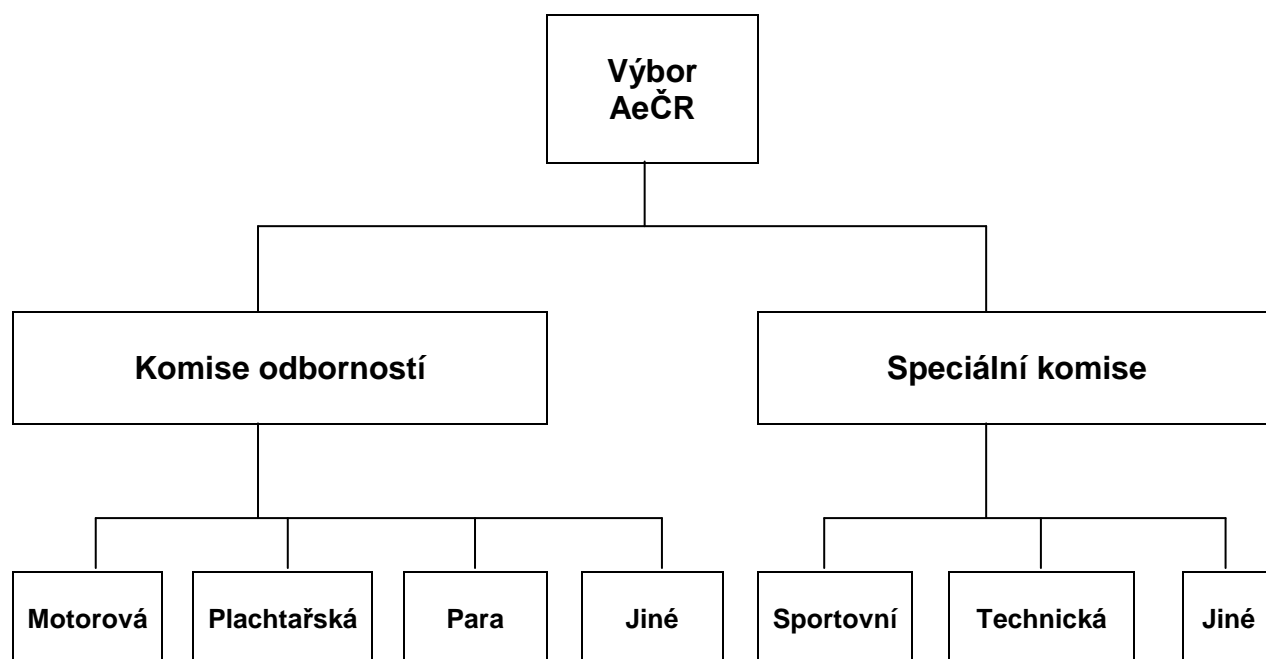 Výbor
AeČR
Komise odborností
Speciální komise
Motorová
Plachtařská
Para
Jiné
Sportovní
Technická
Jiné